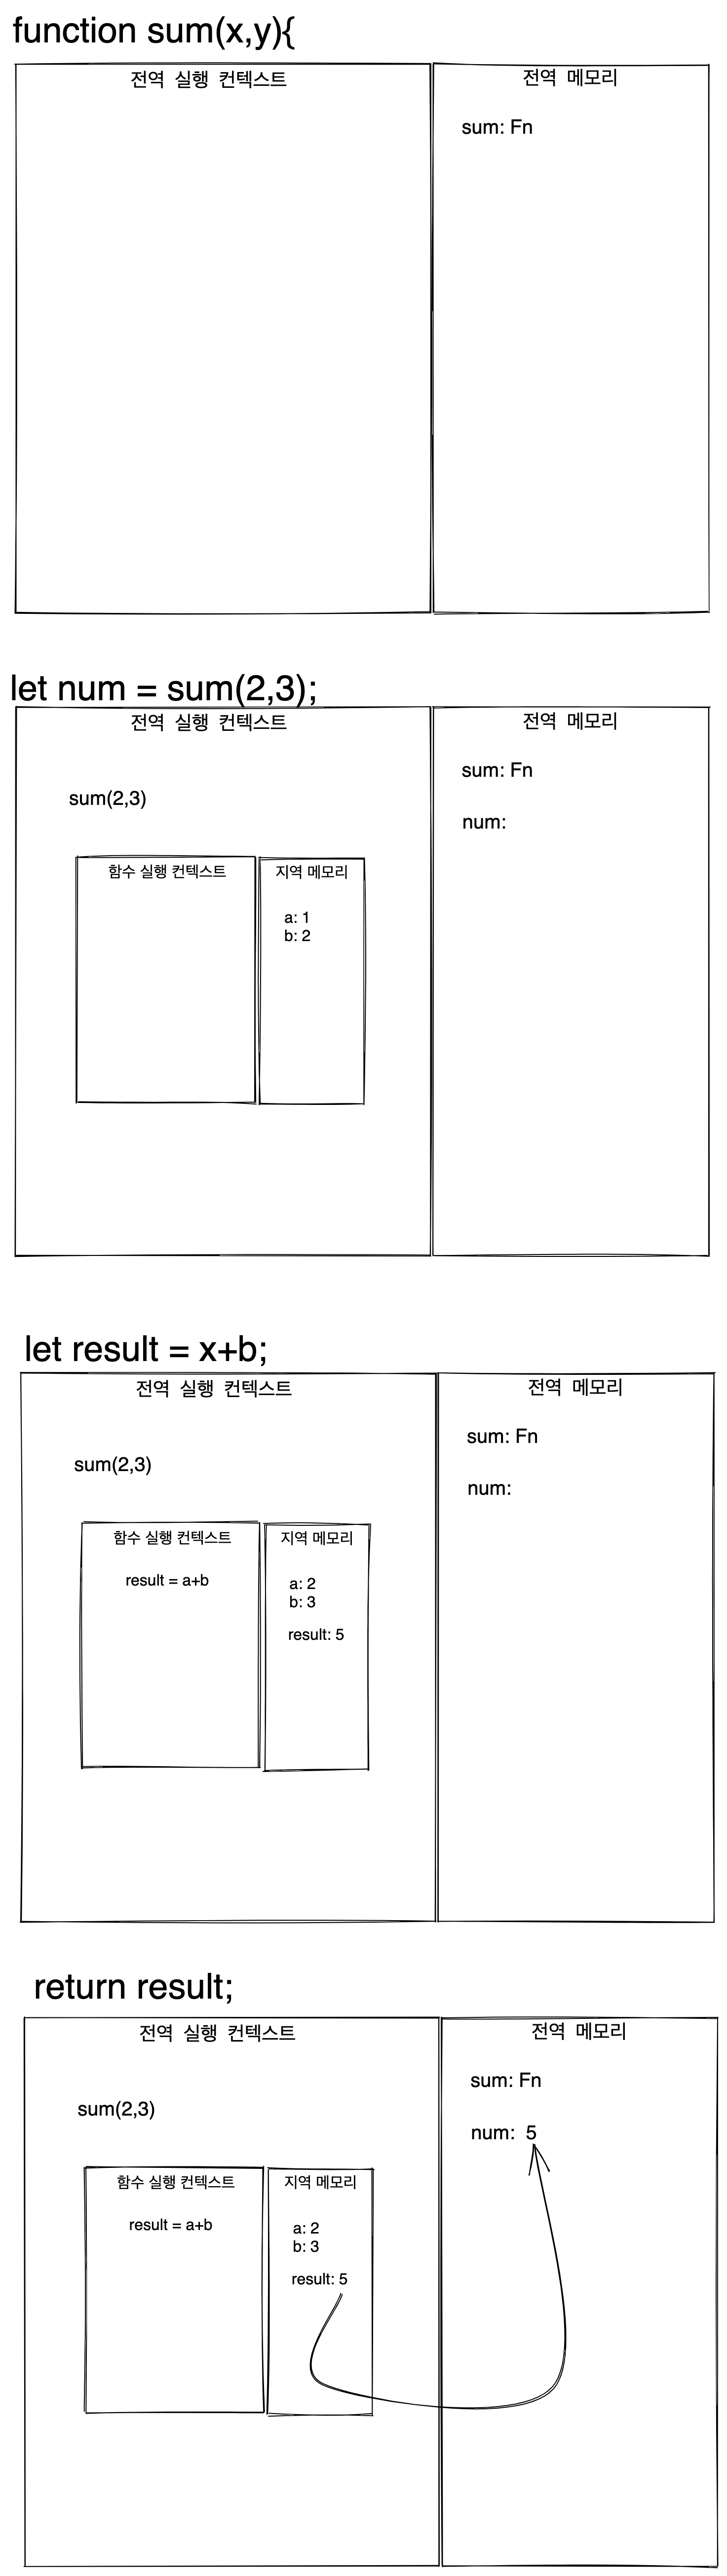 function sum(x,y){
전역 실행 컨텍스트
전역 메모리
sum: Fn
let num = sum(2,3);
전역 실행 컨텍스트
전역 메모리
sum: Fn
sum(2,3)
num:
함수 실행 컨텍스트
지역 메모리
a: 1
b: 2
let result = x+b;
전역 실행 컨텍스트
전역 메모리
sum: Fn
sum(2,3)
num:
함수 실행 컨텍스트
지역 메모리
result = a+b
a: 2
b: 3
result: 5
return result;
전역 실행 컨텍스트
전역 메모리
sum: Fn
sum(2,3)
num: 5
함수 실행 컨텍스트
지역 메모리
result = a+b
a: 2
b: 3
result: 5